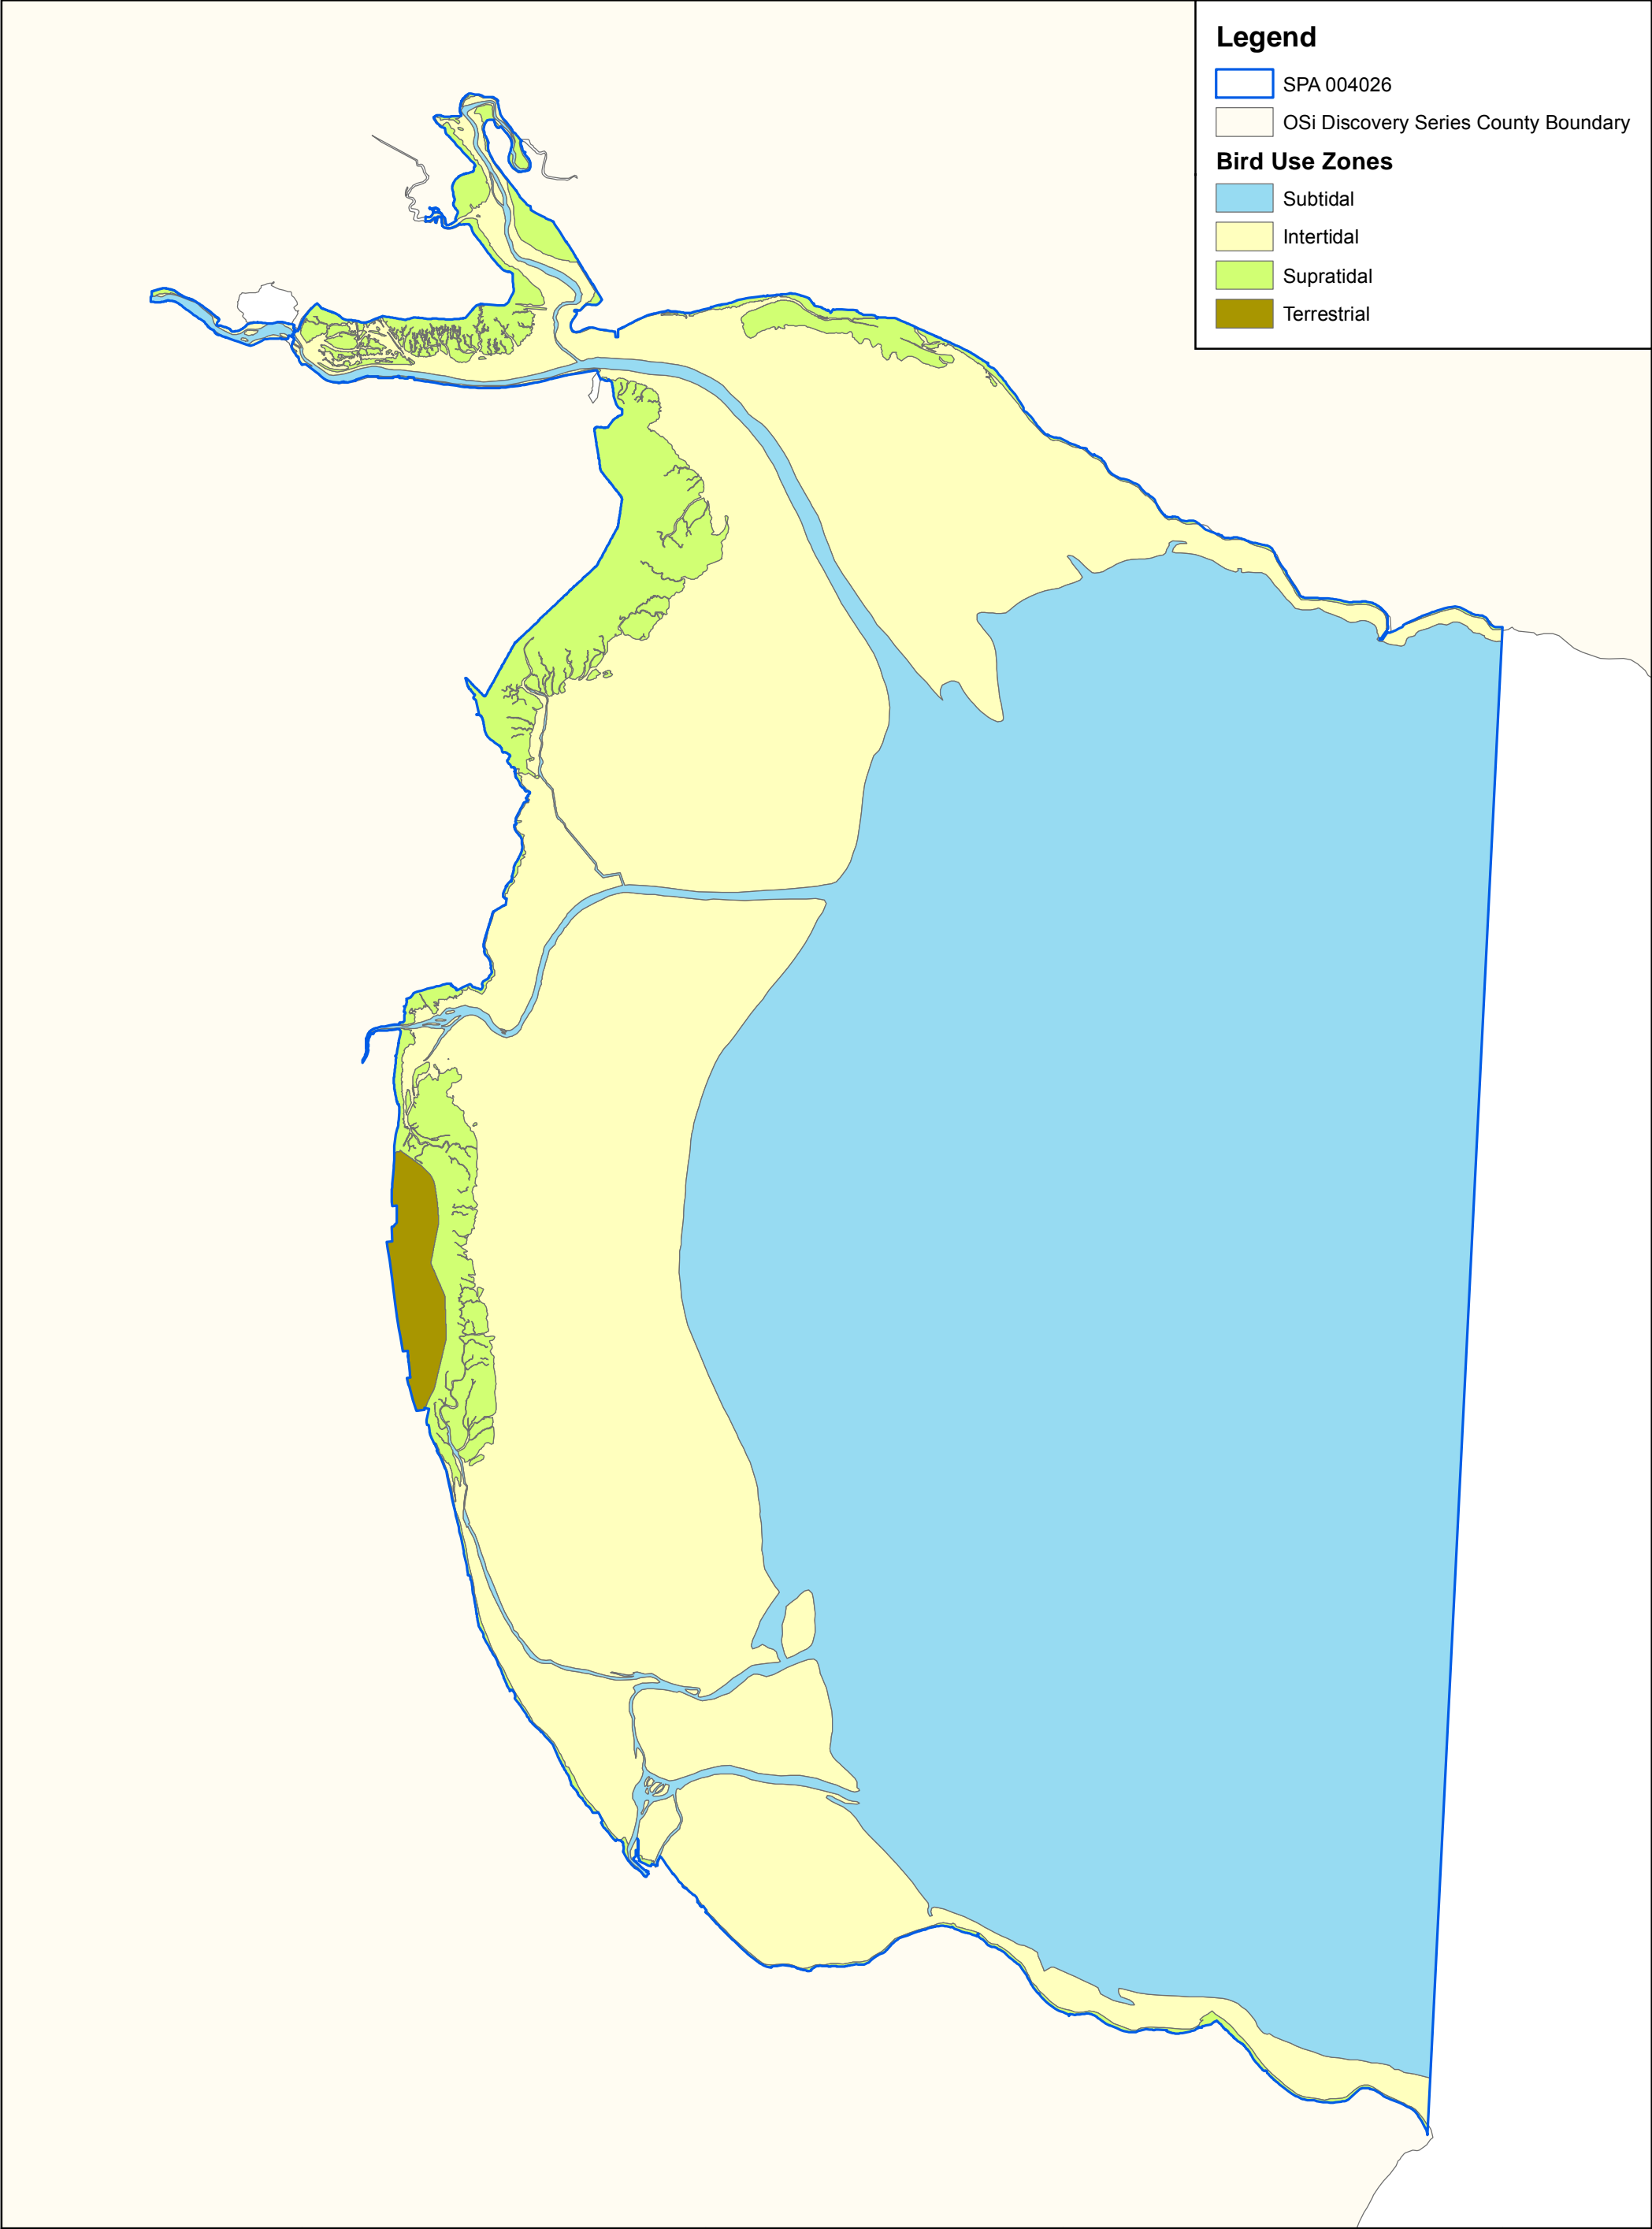 Legend
SPA 004026
OSi Discovery Series County Boundary
Bird Use Zones
Subtidal
Intertidal
Supratidal
Terrestrial